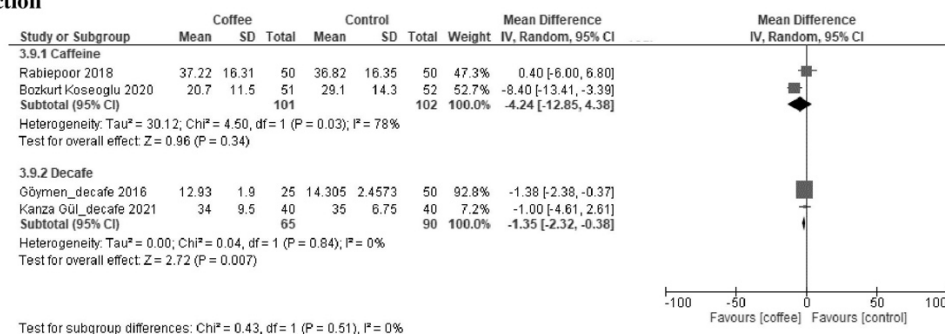 ction
Coffee Control Mean Difference Mean Difference
Study or Subgroup Mean SD Total Mean SD Total Weight IV, Random, 95% CI IV, Random, 95% CI
3.9.1 Caffeine
Rabiepoor 2018 37.22 16.31 50 36.82 16.35 50 47.3% 0.40 [-6.00, 6.80]
Bozkurt Koseoglu 2020 20.7 11.5 51 29.1 14.3 52 52.7% -8.40 [-13.41, -3.39]
Subtotal (95% CI) 101 102 100.0% -4.24 [-12.85, 4.38]
Heterogeneity: Tau² = 30.12; Chi² = 4.50, df = 1 (P = 0.03); I² = 78%
Test for overall effect: Z = 0.96 (P = 0.34)
3.9.2 Decafe
Göymen_decafe 2016 12.93 1.9 25 14.305 2.4573 50 92.8% -1.38 [-2.38, -0.37]
Kanza Gül_decafe 2021 34 9.5 40 35 6.75 40 7.2% -1.00 [-4.61, 2.61]
Subtotal (95% CI) 65 90 100.0% -1.35 [-2.32, -0.38]
Heterogeneity: Tau² = 0.00; Chi² = 0.04, df = 1 (P = 0.84); I² = 0%
Test for overall effect: Z = 2.72 (P = 0.007)
-100 -50 0 50 100
Favours [coffee] Favours [control]
Test for subgroup differences: Chi² = 0.43, df = 1 (P = 0.51), I² = 0%